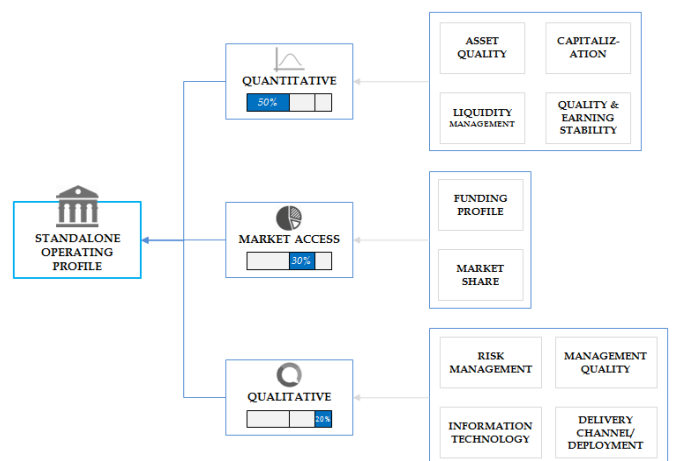 STANDALONE
OPERATING
PROFILE
QUANTITATIVE
50%
ASSET
QUALITY
CAPITALIZ-
ATION
LIQUIDITY
MANAGEMENT
QUALITY &
EARNING
STABILITY
MARKET ACCESS
30%
FUNDING
PROFILE
MARKET
SHARE
QUALITATIVE
20%
RISK
MANAGEMENT
MANAGEMENT
QUALITY
INFORMATION
TECHNOLOGY
DELIVERY
CHANNEL/
DEPLOYMENT